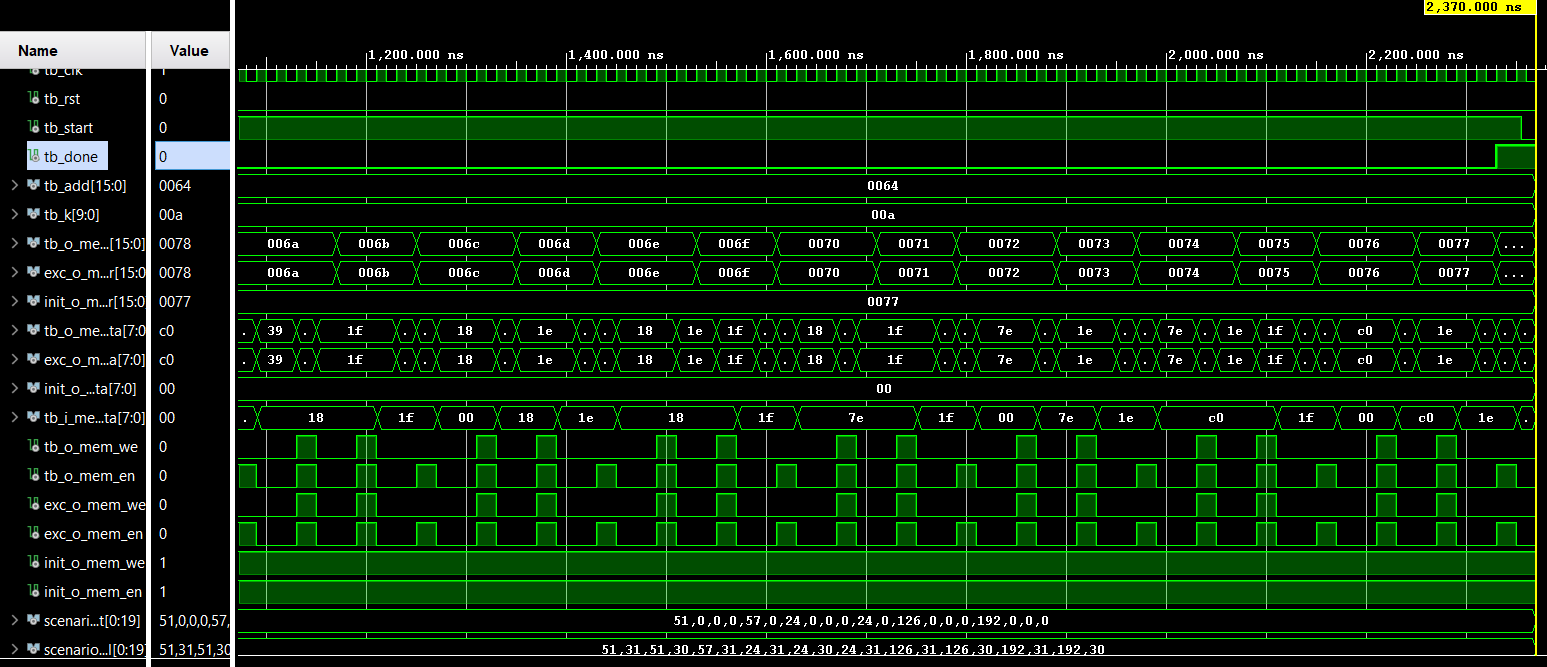 2,370.000 ns
Name Value
1,200.000 ns 1,400.000 ns 1,600.000 ns 1,800.000 ns 2,000.000 ns 2,200.000 ns
tb_clk 1
tb_rst 0
tb_start 0
tb_done 0
tb_add[15:0] 0064 0064
tb_k[9:0] 00a 00a
tb_o_me...[15:0] 0078 006a 006b 006c 006d 006e 006f 0070 0071 0072 0073 0074 0075 0076 0077 ...
exc_o_m...r[15:0 0078 006a 006b 006c 006d 006e 006f 0070 0071 0072 0073 0074 0075 0076 0077 ...
init_o_m...r[15:0 0077 0077
tb_o_me...ta[7:0 c0 . 39 . 1f . . 18 . 1e . . 18 1e 1f . . 18 . 1f . . 7e . 1e . . 7e . 1e 1f . . c0 . 1e . . .
exc_o_m...a[7:0] c0 . 39 . 1f . . 18 . 1e . . 18 1e 1f . . 18 . 1f . . 7e . 1e . . 7e . 1e 1f . . c0 . 1e . . .
init_o_...ta[7:0] 00 00
tb_i_me...ta[7:0] 00 . 18 1f 00 18 1e 18 1f 7e 1f 00 7e 1e c0 1f 00 c0 1e .
tb_o_mem_we 0
tb_o_mem_en 0
exc_o_mem_we 0
exc_o_mem_en 0
init_o_mem_we 1
init_o_mem_en 1
scenari...t[0:19] 51,0,0,0,57, 51,0,0,0,57,0,24,0,0,0,24,0,126,0,0,0,192,0,0,0
scenario...l[0:19] 51,31,51,30 51,31,51,30,57,31,24,31,24,30,24,31,126,31,126,30,192,31,192,30